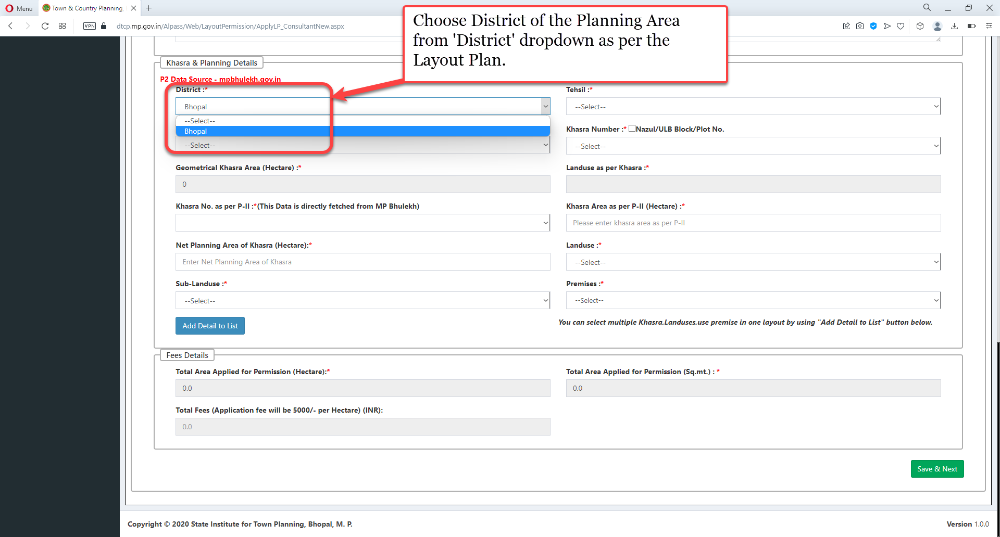 Menu
Town & Country Planning,
VPN
dtcp.mp.gov.in/Alpass/Web/LayoutPermission/ApplyLP_ConsultantNew.aspx
Choose District of the Planning Area
from 'District' dropdown as per the
Layout Plan.
Khasra & Planning Details
P2 Data Source - mpbhulekh.gov.in
District :*
Tehsil :*
Bhopal
--Select--
--Select--
Bhopal
Khasra Number :* Nazul/ULB Block/Plot No.
--Select--
--Select--
Geometrical Khasra Area (Hectare) :*
Landuse as per Khasra :*
0
Khasra No. as per P-II :*(This Data is directly fetched from MP Bhulekh)
Khasra Area as per P-II (Hectare) :*
Please enter khasra area as per P-II
Net Planning Area of Khasra (Hectare):*
Landuse :*
Enter Net Planning Area of Khasra
--Select--
Sub-Landuse :*
Premises :*
--Select--
--Select--
Add Detail to List
You can select multiple Khasra,Landuses,use premise in one layout by using "Add Detail to List" button below.
Fees Details
Total Area Applied for Permission (Hectare):*
Total Area Applied for Permission (Sq.mt.) : *
0.0
0.0
Total Fees (Application fee will be 5000/- per Hectare) (INR):
0.0
Save & Next
Copyright © 2020 State Institute for Town Planning, Bhopal, M. P.
Version 1.0.0